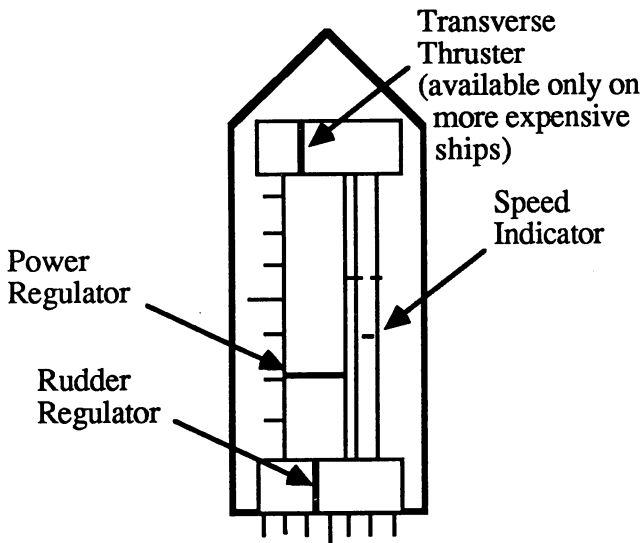 Transverse
Thruster
(available only on
more expensive
ships)
Speed
Indicator
Power
Regulator
Rudder
Regulator